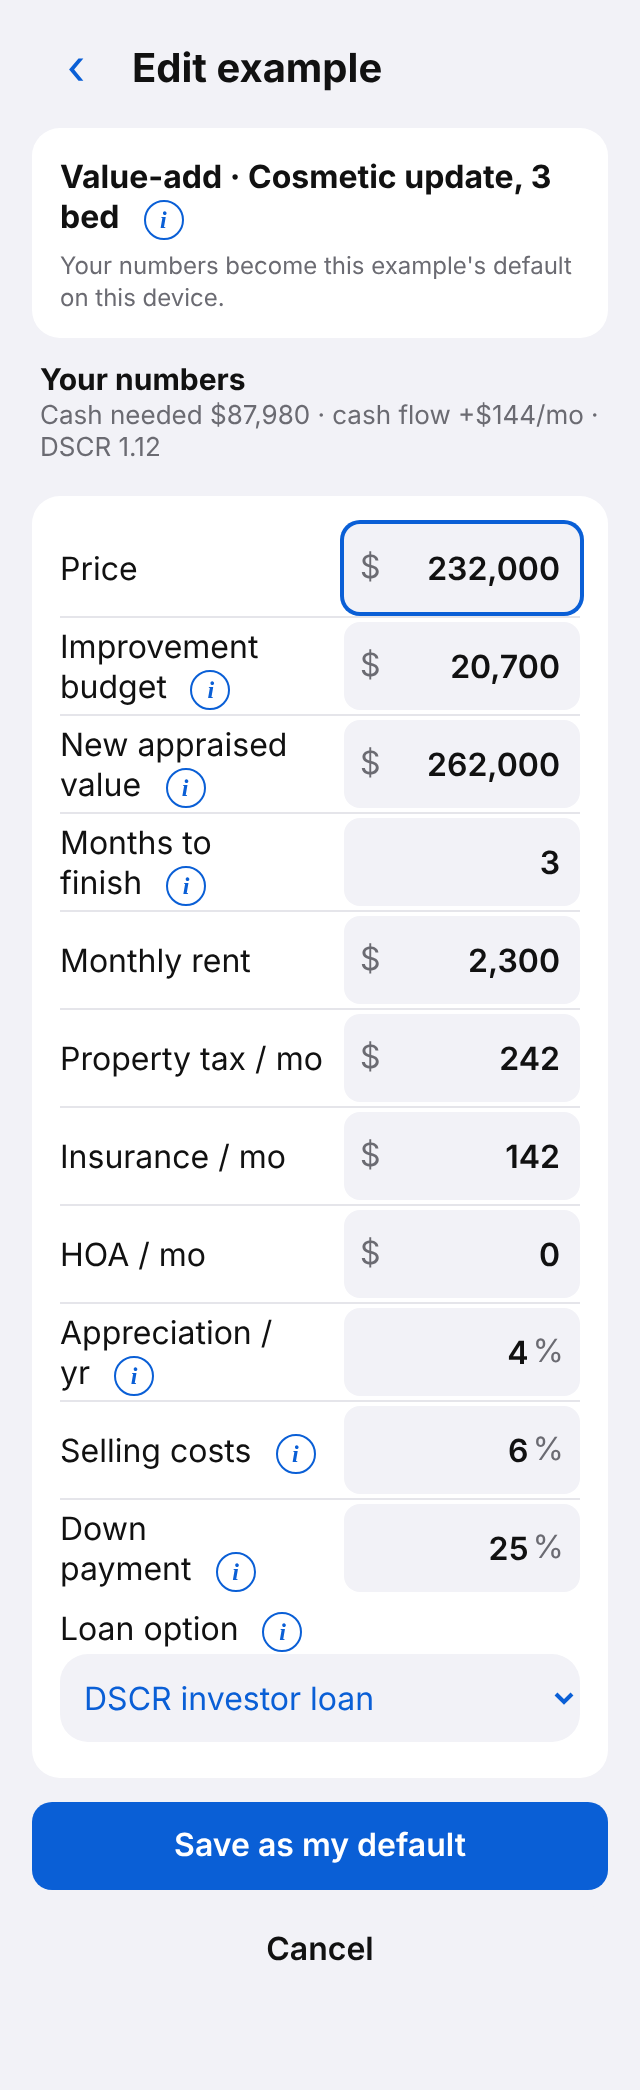 ‹ Edit example
Value-add · Cosmetic update, 3
bed i
Your numbers become this example's default
on this device.
Your numbers
Cash needed $87,980 · cash flow +$144/mo ·
DSCR 1.12
Price $ 232,000
Improvement
budget i $ 20,700
New appraised
value i $ 262,000
Months to
finish i 3
Monthly rent $ 2,300
Property tax / mo $ 242
Insurance / mo $ 142
HOA / mo $ 0
Appreciation /
yr i 4 %
Selling costs i 6 %
Down
payment i 25 %
Loan option i
DSCR investor loan
Save as my default
Cancel